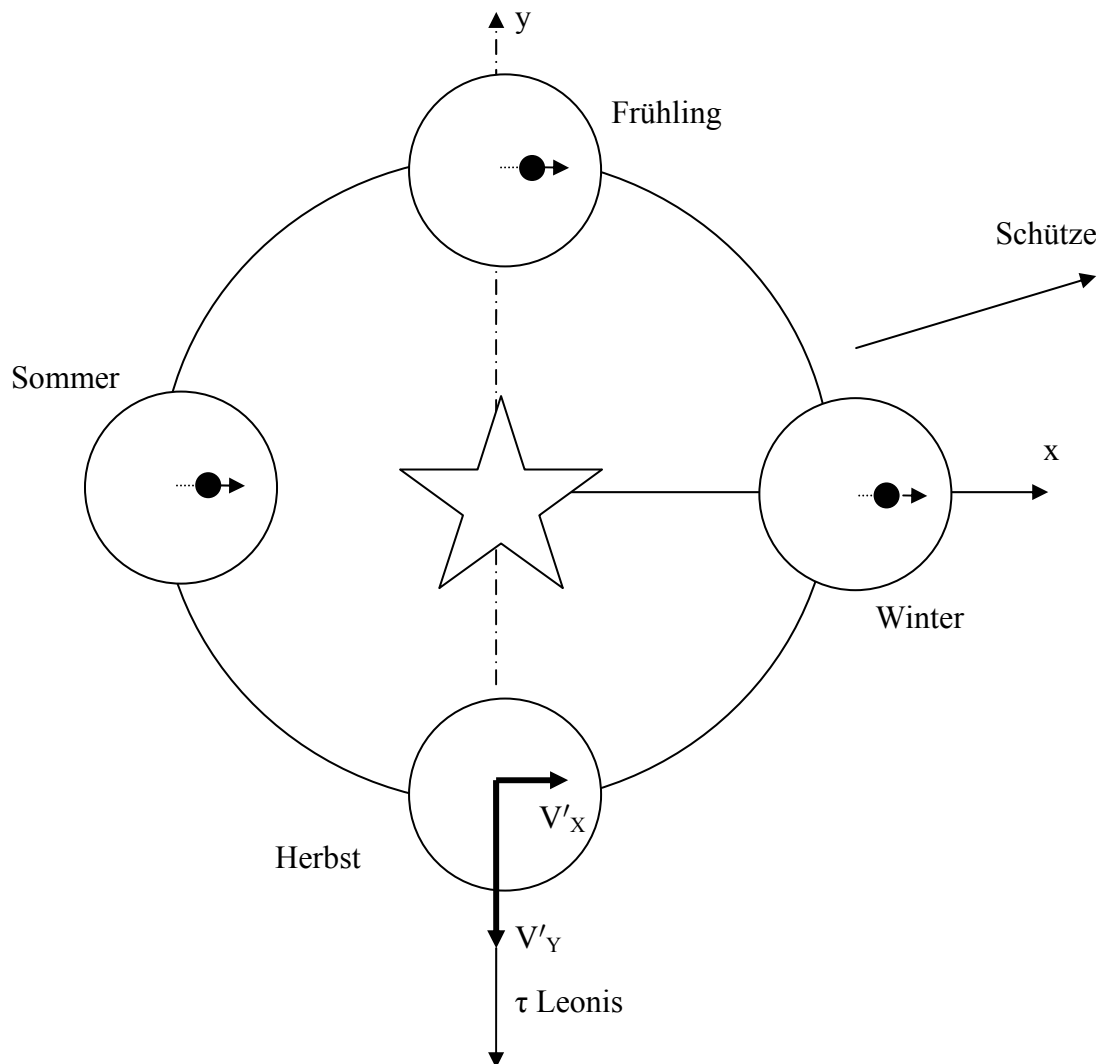 y
Frühling
Schütze
Sommer
x
Winter
V′X
Herbst
V′Y
τ Leonis